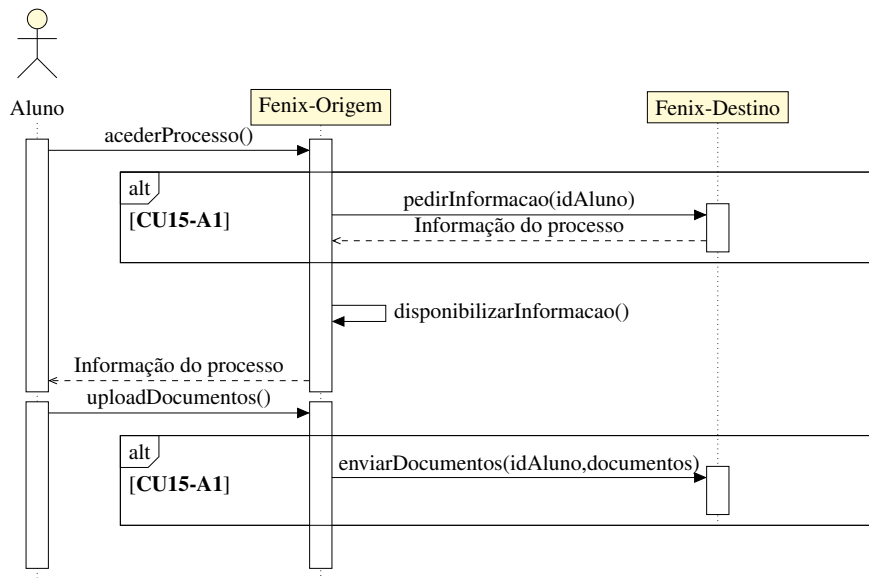 Aluno
Fenix-Origem
Fenix-Destino
acederProcesso()
alt
[CU15-A1]
pedirInformacao(idAluno)
Informação do processo
disponibilizarInformacao()
Informação do processo
uploadDocumentos()
alt
[CU15-A1]
enviarDocumentos(idAluno,documentos)